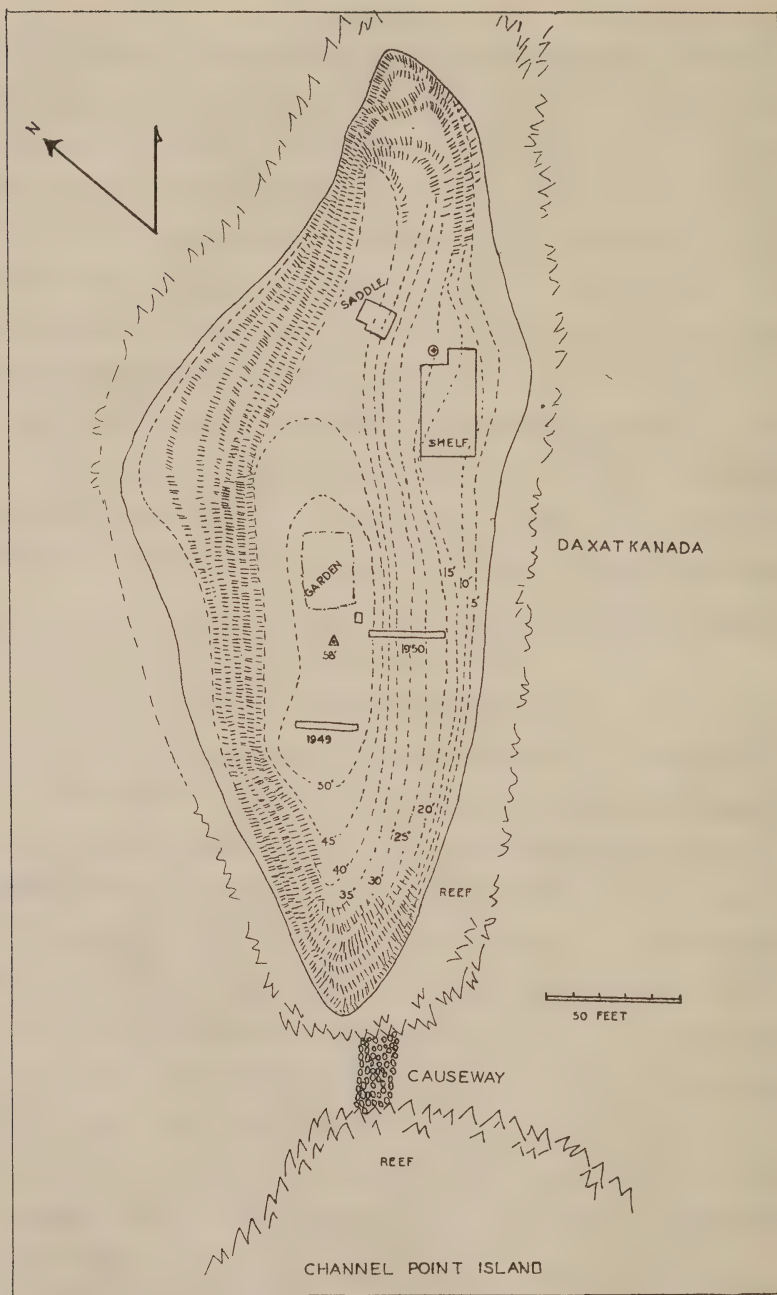 N
SADDLE
SHELF
DAXATKANADA
GARDEN
15'
10'
5'
58'
1950
1949
50'
20'
45'
25'
40'
30'
35'
REEF
50 FEET
CAUSEWAY
REEF
CHANNEL POINT ISLAND